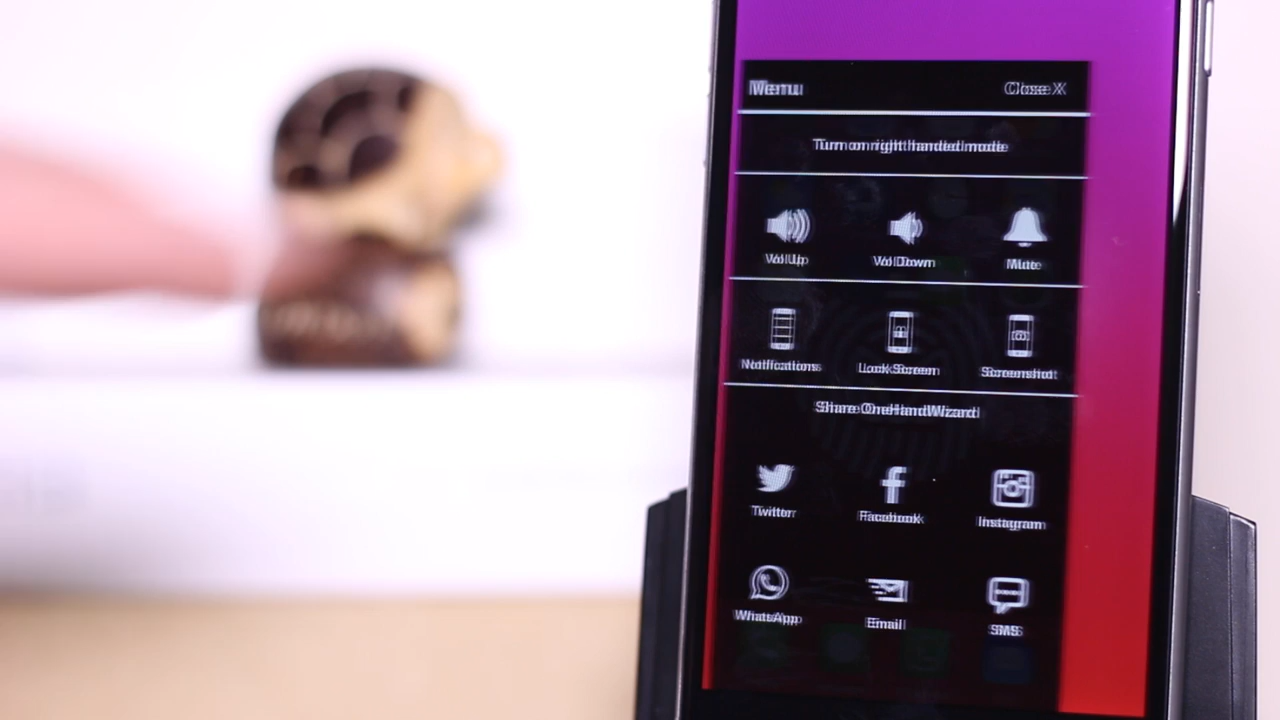 Menu Close X
Turn on right handed mode
Vol Up Vol Down Mute
Notifications Lock Screen Screenshot
Share OneHandWizard
Twitter Facebook Instagram
WhatsApp Email SMS